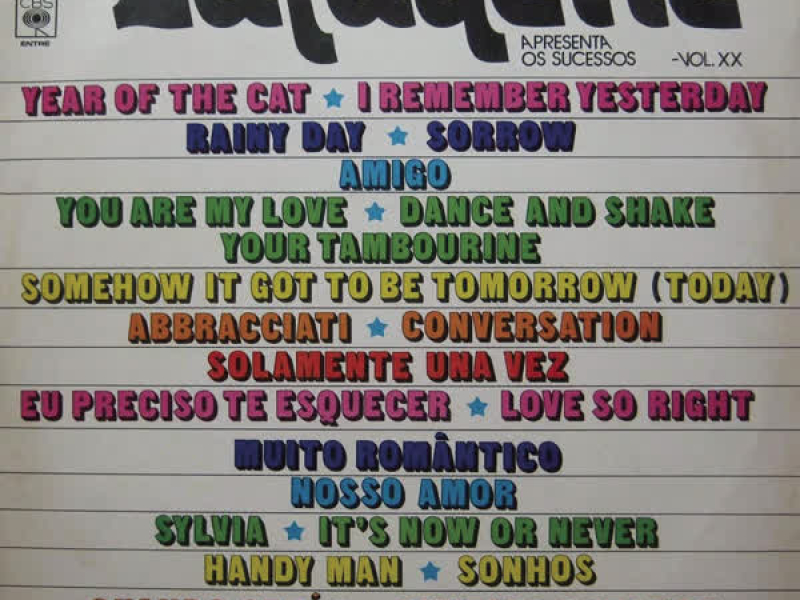 CBS
ENTRE
APRESENTA
OS SUCESSOS -VOL. XX
YEAR OF THE CAT ★ I REMEMBER YESTERDAY
RAINY DAY ★ SORROW
AMIGO
YOU ARE MY LOVE ★ DANCE AND SHAKE
YOUR TAMBOURINE
SOMEHOW IT GOT TO BE TOMORROW (TODAY)
ABBRACCIATI ★ CONVERSATION
SOLAMENTE UNA VEZ
EU PRECISO TE ESQUECER ★ LOVE SO RIGHT
MUITO ROMÂNTICO
NOSSO AMOR
SYLVIA ★ IT'S NOW OR NEVER
HANDY MAN ★ SONHOS